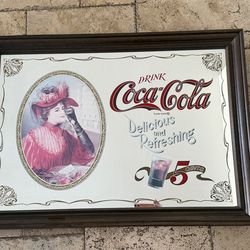 DRINK
Coca-Cola
Delicious
and
Refreshing
5